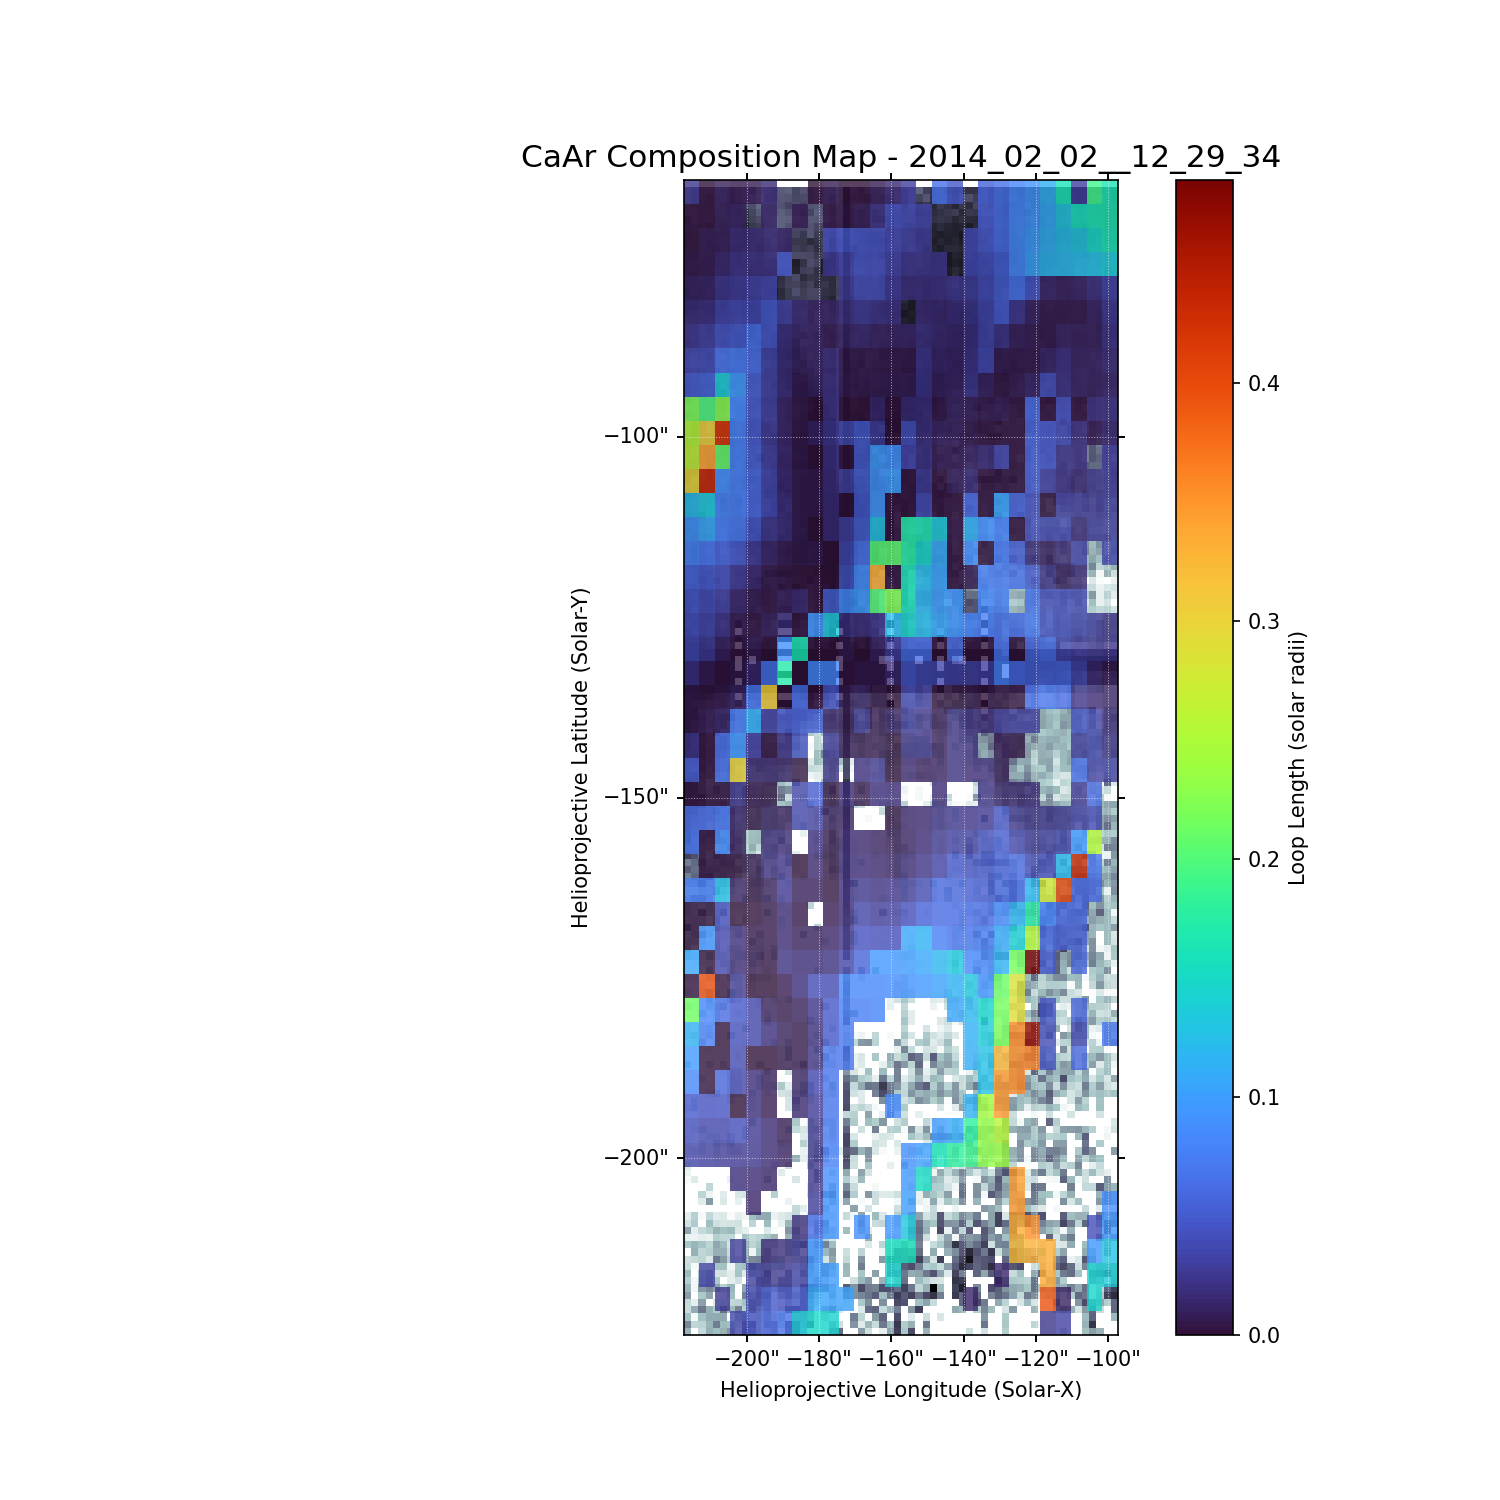 CaAr Composition Map - 2014_02_02__12_29_34
−100"
−150"
−200"
Helioprojective Latitude (Solar-Y)
−200" −180" −160" −140" −120" −100"
Helioprojective Longitude (Solar-X)
0.4
0.3
0.2
0.1
0.0
Loop Length (solar radii)